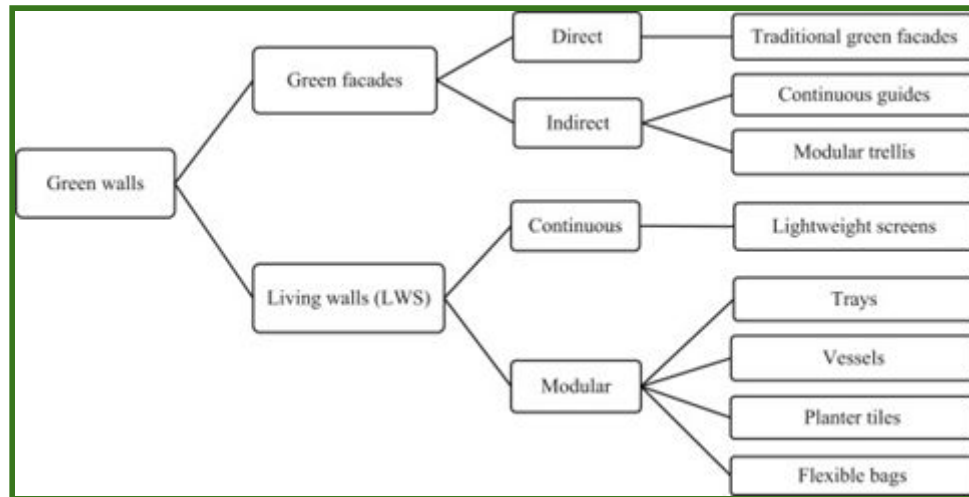 Green walls
Green facades
Direct
Traditional green facades
Indirect
Continuous guides
Modular trellis
Living walls (LWS)
Continuous
Lightweight screens
Modular
Trays
Vessels
Planter tiles
Flexible bags